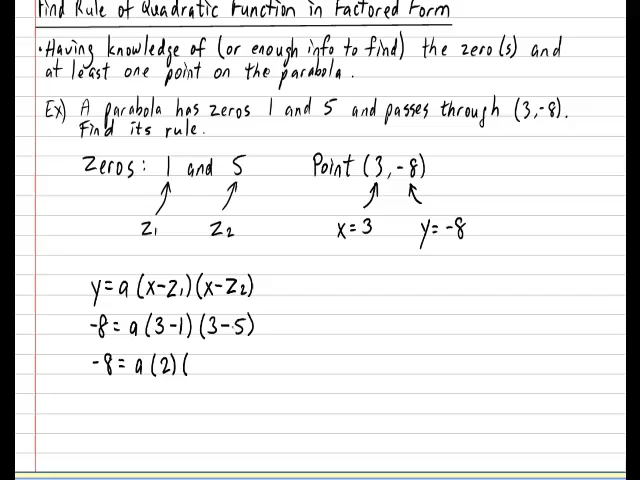 Find Rule of Quadratic Function in Factored Form
• Having knowledge of (or enough info to find) the zero(s) and
at least one point on the parabola.
Ex) A parabola has zeros 1 and 5 and passes through (3,-8).
Find its rule.
Zeros: 1 and 5 Point (3,-8)
z₁ z₂ x=3 y=-8
y=a(x-z₁)(x-z₂)
-8=a(3-1)(3-5)
-8=a(2)(